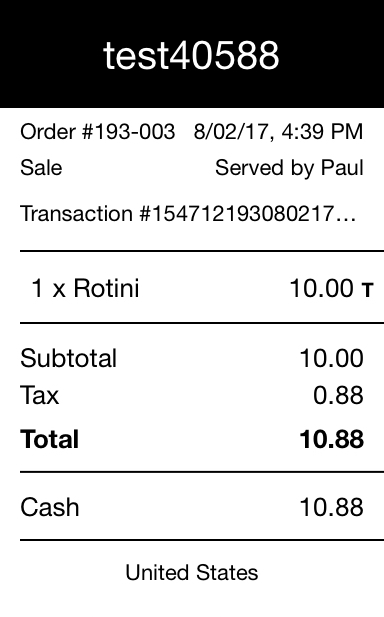 test40588
Order #193-003 8/02/17, 4:39 PM
Sale Served by Paul
Transaction #154712193080217...
1 x Rotini 10.00 T
Subtotal 10.00
Tax 0.88
Total 10.88
Cash 10.88
United States